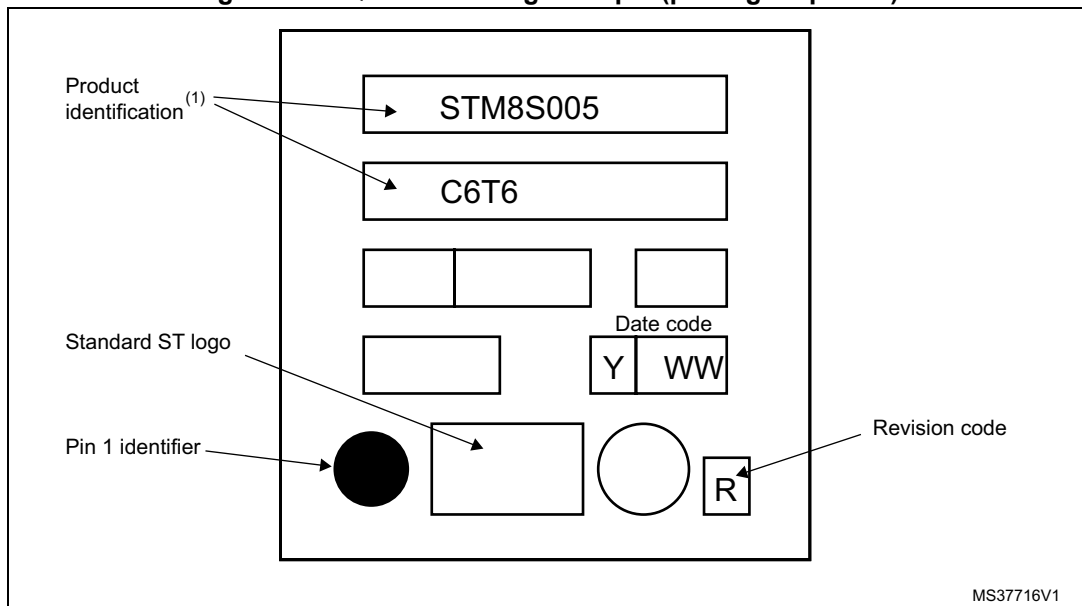 Product
identification(1)
STM8S005
C6T6
Date code
Standard ST logo
Y WW
Pin 1 identifier
Revision code
R
MS37716V1